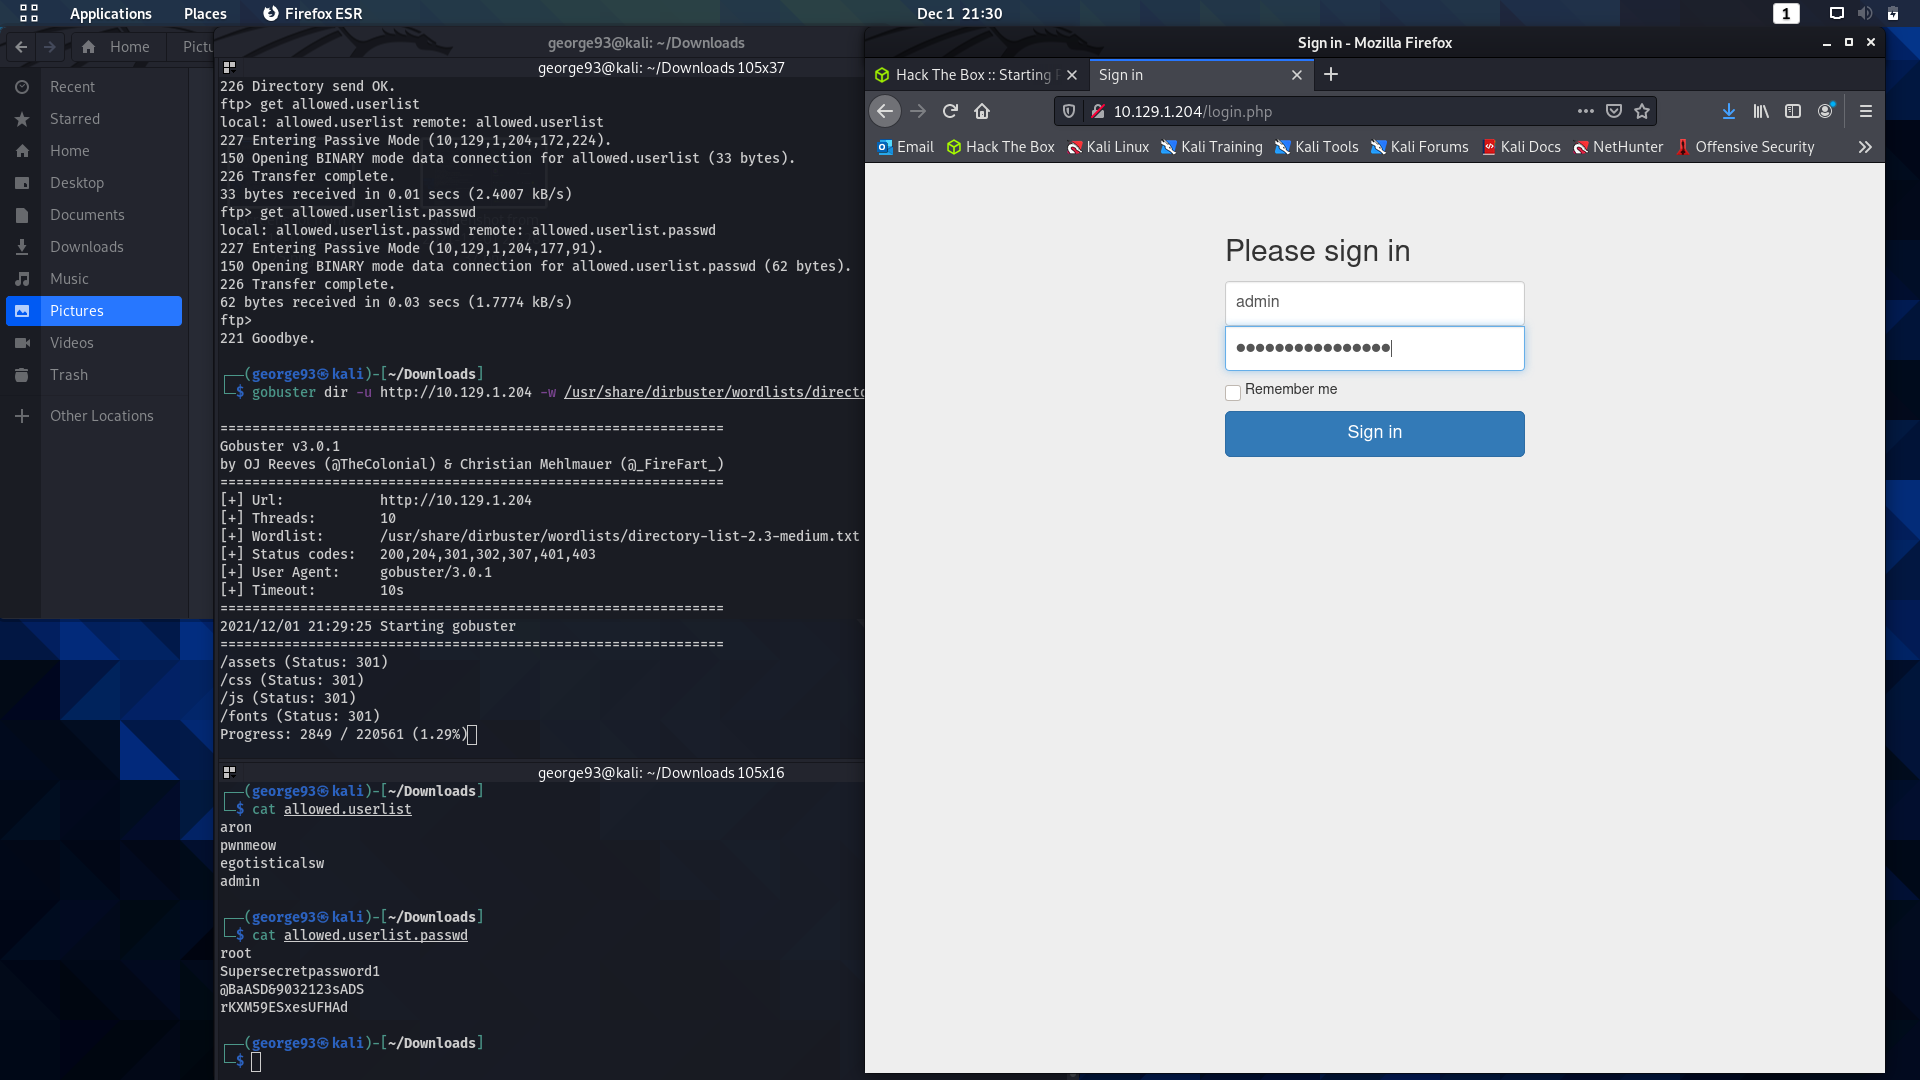 Applications Places Firefox ESR Dec 1 21:30 1
Home Pictu
Recent
Starred
Home
Desktop
Documents
Downloads
Music
Pictures
Videos
Trash
Other Locations
george93@kali: ~/Downloads
george93@kali: ~/Downloads 105x37
226 Directory send OK.
ftp> get allowed.userlist
local: allowed.userlist remote: allowed.userlist
227 Entering Passive Mode (10,129,1,204,172,224).
150 Opening BINARY mode data connection for allowed.userlist (33 bytes).
226 Transfer complete.
33 bytes received in 0.01 secs (2.4007 kB/s)
ftp> get allowed.userlist.passwd
local: allowed.userlist.passwd remote: allowed.userlist.passwd
227 Entering Passive Mode (10,129,1,204,177,91).
150 Opening BINARY mode data connection for allowed.userlist.passwd (62 bytes).
226 Transfer complete.
62 bytes received in 0.03 secs (1.7774 kB/s)
ftp>
221 Goodbye.
┌──(george93㉿kali)-[~/Downloads]
└─$ gobuster dir -u http://10.129.1.204 -w /usr/share/dirbuster/wordlists/directo
===============================================================
Gobuster v3.0.1
by OJ Reeves (@TheColonial) & Christian Mehlmauer (@_FireFart_)
===============================================================
[+] Url:            http://10.129.1.204
[+] Threads:        10
[+] Wordlist:       /usr/share/dirbuster/wordlists/directory-list-2.3-medium.txt
[+] Status codes:   200,204,301,302,307,401,403
[+] User Agent:     gobuster/3.0.1
[+] Timeout:        10s
===============================================================
2021/12/01 21:29:25 Starting gobuster
===============================================================
/assets (Status: 301)
/css (Status: 301)
/js (Status: 301)
/fonts (Status: 301)
Progress: 2849 / 220561 (1.29%)
george93@kali: ~/Downloads 105x16
┌──(george93㉿kali)-[~/Downloads]
└─$ cat allowed.userlist
aron
pwnmeow
egotisticalsw
admin
┌──(george93㉿kali)-[~/Downloads]
└─$ cat allowed.userlist.passwd
root
Supersecretpassword1
@BaASD&9032123sADS
rKXM59ESxesUFHAd
┌──(george93㉿kali)-[~/Downloads]
└─$
Sign in - Mozilla Firefox
Hack The Box :: Starting P Sign in
10.129.1.204/login.php
Email Hack The Box Kali Linux Kali Training Kali Tools Kali Forums Kali Docs NetHunter Offensive Security
Please sign in
admin
●●●●●●●●●●●●●●●●
Remember me
Sign in